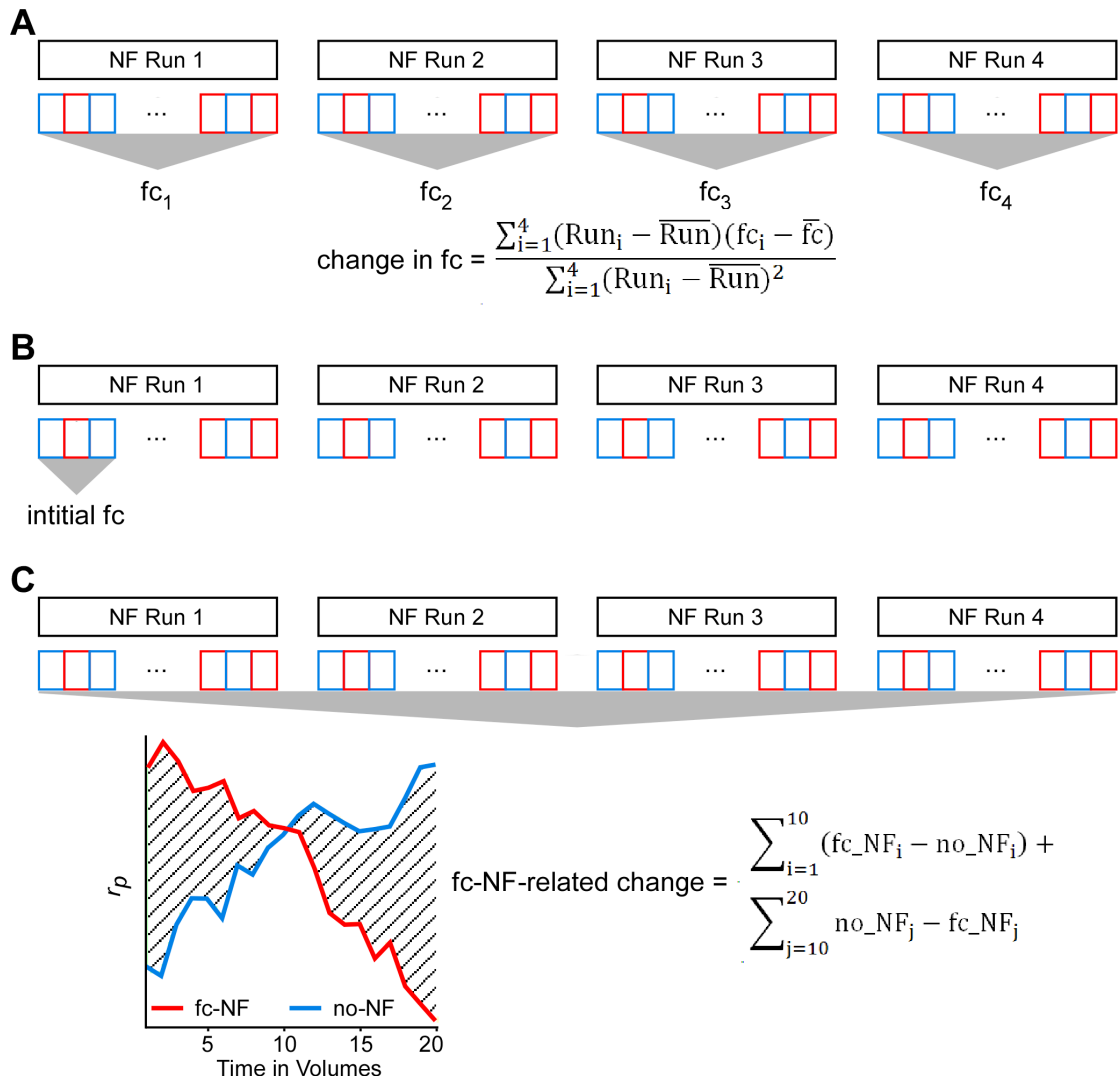 A
NF Run 1 NF Run 2 NF Run 3 NF Run 4
... ... ... ...
fc₁ fc₂ fc₃ fc₄
change in fc = ∑⁴ᵢ₌₁(Runᵢ − R̅u̅n̅)(fcᵢ − f̅c̅) / ∑⁴ᵢ₌₁(Runᵢ − R̅u̅n̅)²
B
NF Run 1 NF Run 2 NF Run 3 NF Run 4
... ... ... ...
intitial fc
C
NF Run 1 NF Run 2 NF Run 3 NF Run 4
... ... ... ...
rₚ
fc-NF no-NF
5 10 15 20
Time in Volumes
fc-NF-related change =
∑¹⁰ᵢ₌₁ (fc_NFᵢ − no_NFᵢ) +
∑²⁰ⱼ₌₁₀ no_NFⱼ − fc_NFⱼ